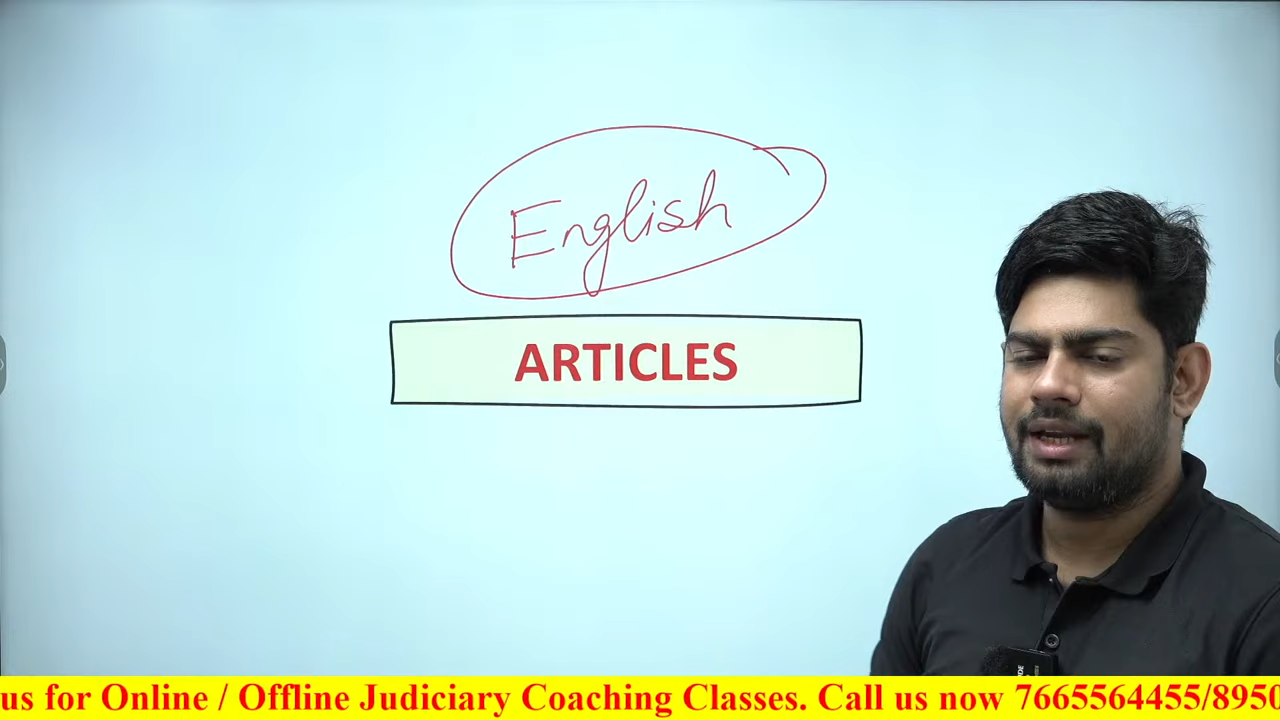 English
ARTICLES
us for Online / Offline Judiciary Coaching Classes. Call us now 7665564455/8950